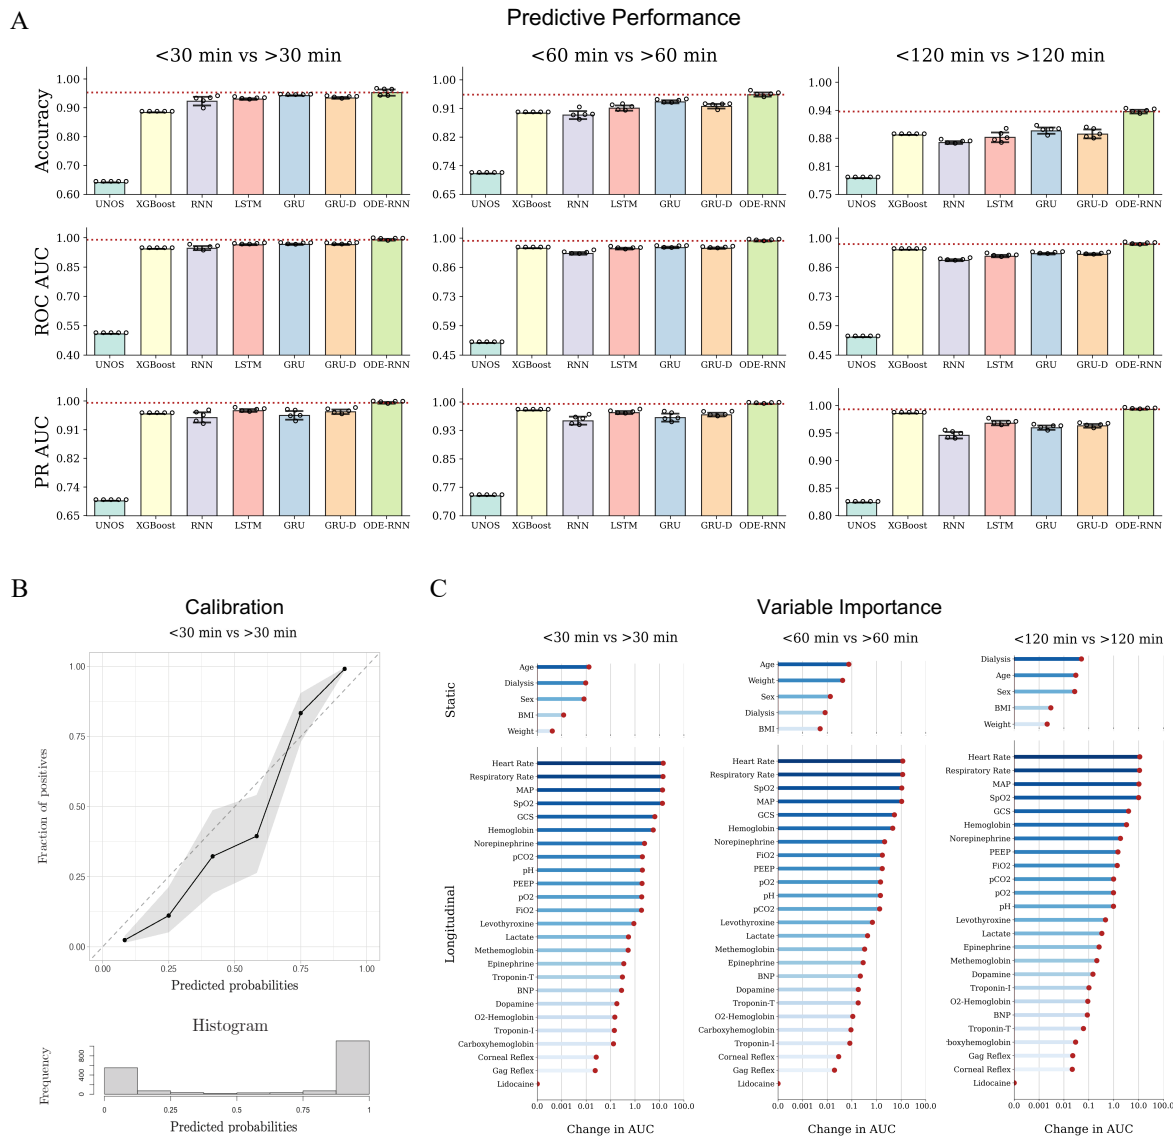 A
Predictive Performance
<30 min vs >30 min
<60 min vs >60 min
<120 min vs >120 min
Accuracy
1.00
0.90
0.80
0.70
0.60
UNOS XGBoost RNN LSTM GRU GRU-D ODE-RNN
1.00
0.91
0.82
0.74
0.65
UNOS XGBoost RNN LSTM GRU GRU-D ODE-RNN
1.00
0.94
0.88
0.81
0.75
UNOS XGBoost RNN LSTM GRU GRU-D ODE-RNN
ROC AUC
1.00
0.85
0.70
0.55
0.40
UNOS XGBoost RNN LSTM GRU GRU-D ODE-RNN
1.00
0.86
0.73
0.59
0.45
UNOS XGBoost RNN LSTM GRU GRU-D ODE-RNN
1.00
0.86
0.73
0.59
0.45
UNOS XGBoost RNN LSTM GRU GRU-D ODE-RNN
PR AUC
1.00
0.91
0.82
0.74
0.65
UNOS XGBoost RNN LSTM GRU GRU-D ODE-RNN
1.00
0.93
0.85
0.77
0.70
UNOS XGBoost RNN LSTM GRU GRU-D ODE-RNN
1.00
0.95
0.90
0.85
0.80
UNOS XGBoost RNN LSTM GRU GRU-D ODE-RNN
B
Calibration
<30 min vs >30 min
Fraction of positives
1.00
0.75
0.50
0.25
0.00
0.00 0.25 0.50 0.75 1.00
Predicted probabilities
Histogram
Frequency
800
400
0
0 0.25 0.50 0.75 1
Predicted probabilities
C
Variable Importance
<30 min vs >30 min
<60 min vs >60 min
<120 min vs >120 min
Static
Age
Dialysis
Sex
BMI
Weight
Age
Weight
Sex
Dialysis
BMI
Dialysis
Age
Sex
BMI
Weight
Longitudinal
Heart Rate
Respiratory Rate
MAP
SpO2
GCS
Hemoglobin
Norepinephrine
pCO2
pH
PEEP
pO2
FiO2
Levothyroxine
Lactate
Methemoglobin
Epinephrine
Troponin-T
BNP
Dopamine
O2-Hemoglobin
Troponin-I
Carboxyhemoglobin
Corneal Reflex
Gag Reflex
Lidocaine
0.0 0.001 0.01 0.1 1.0 10.0 100.0
Change in AUC
Heart Rate
Respiratory Rate
SpO2
MAP
GCS
Hemoglobin
Norepinephrine
FiO2
PEEP
pO2
pH
pCO2
Levothyroxine
Lactate
Methemoglobin
Epinephrine
BNP
Dopamine
Troponin-T
O2-Hemoglobin
Carboxyhemoglobin
Troponin-I
Corneal Reflex
Gag Reflex
Lidocaine
0.0 0.001 0.01 0.1 1.0 10.0 100.0
Change in AUC
Heart Rate
Respiratory Rate
MAP
SpO2
GCS
Hemoglobin
Norepinephrine
PEEP
FiO2
pCO2
pO2
pH
Levothyroxine
Lactate
Epinephrine
Methemoglobin
Dopamine
Troponin-I
O2-Hemoglobin
BNP
Troponin-T
rboxyhemoglobin
Gag Reflex
Corneal Reflex
Lidocaine
0.0 0.001 0.01 0.1 1.0 10.0 100.
Change in AUC